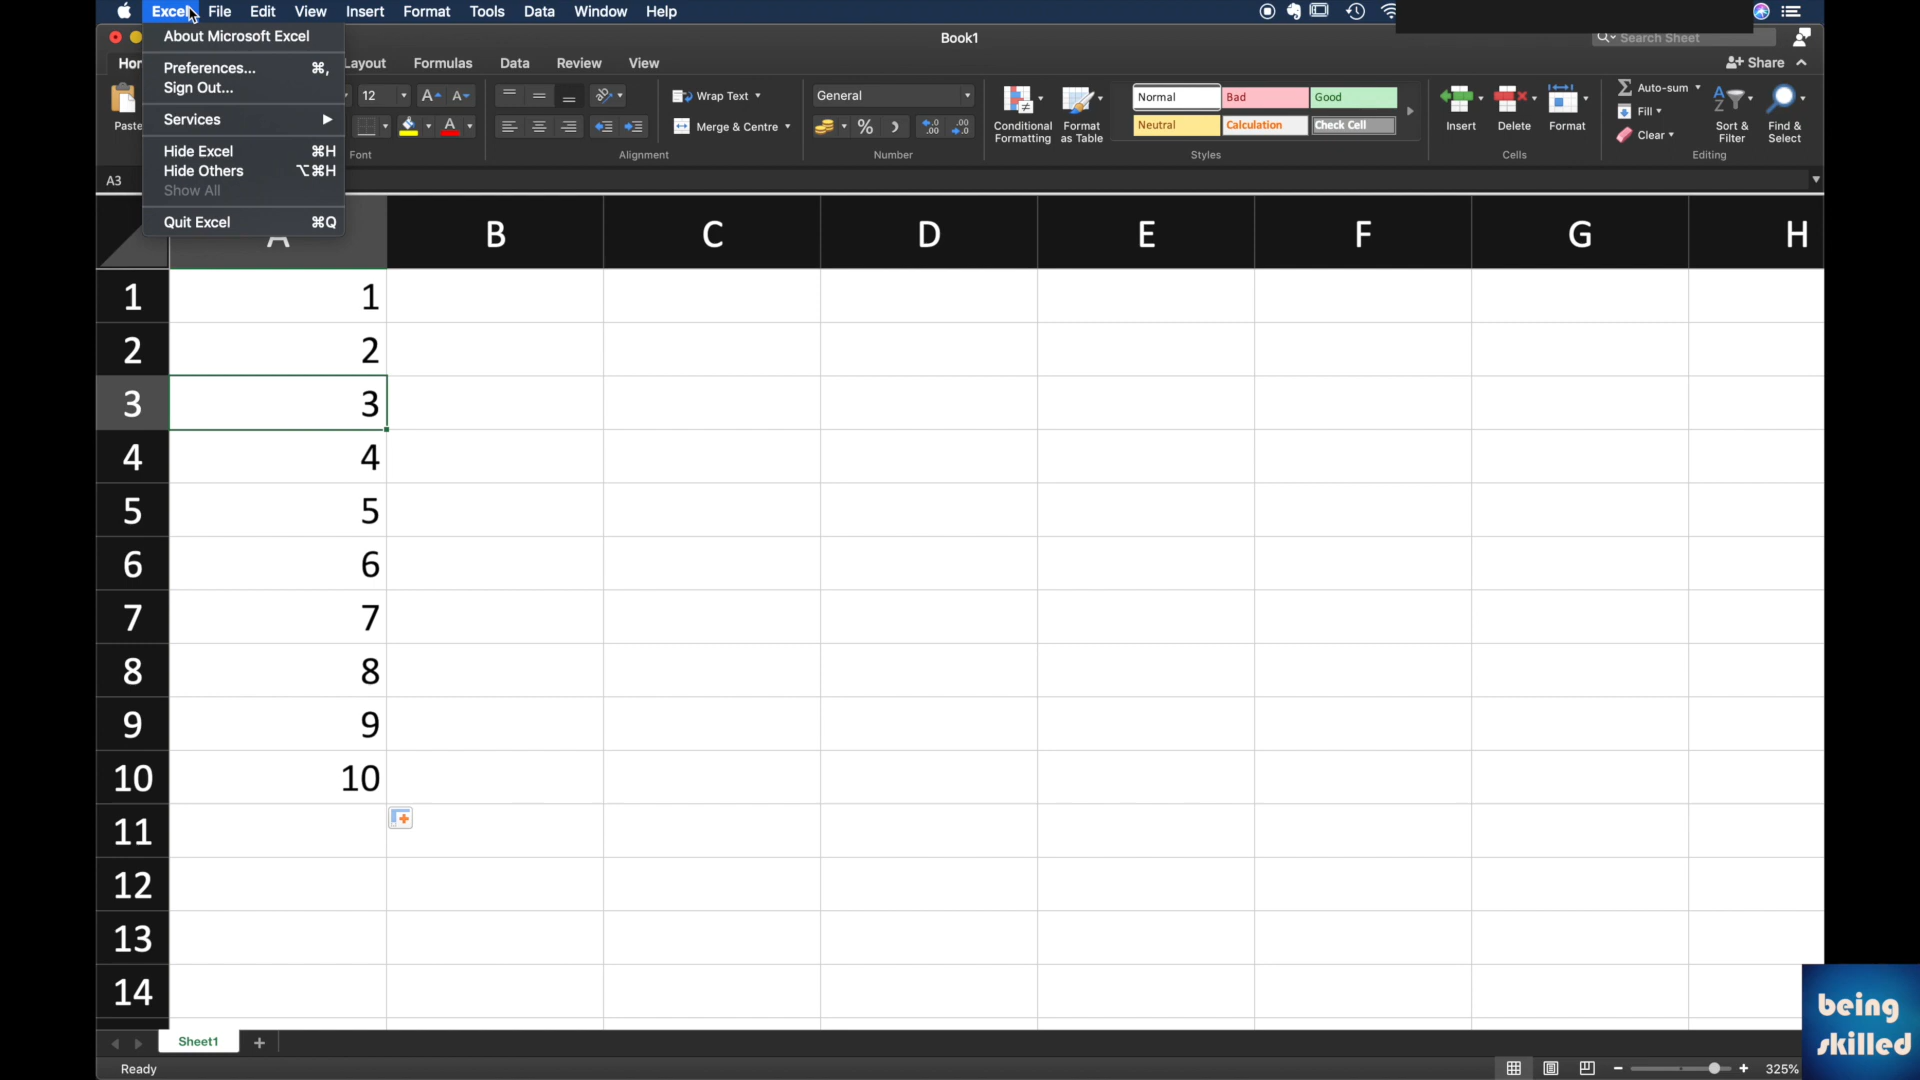 Excel File Edit View Insert Format Tools Data Window Help
About Microsoft Excel
Preferences... ⌘,
Sign Out...
Services ▶
Hide Excel ⌘H
Hide Others ⌥⌘H
Show All
Quit Excel ⌘Q
Book1
Search Sheet
Layout Formulas Data Review View
Share
Paste
12
Font
Wrap Text
Merge & Centre
Alignment
General
%
Number
Conditional Formatting
Format as Table
Normal Bad Good
Neutral Calculation Check Cell
Styles
Insert Delete Format
Cells
Auto-sum
Fill
Clear
Sort & Filter
Find & Select
Editing
A3
A B C D E F G H
1 1
2 2
3 3
4 4
5 5
6 6
7 7
8 8
9 9
10 10
11
12
13
14
Sheet1 +
Ready
325%
being
skilled